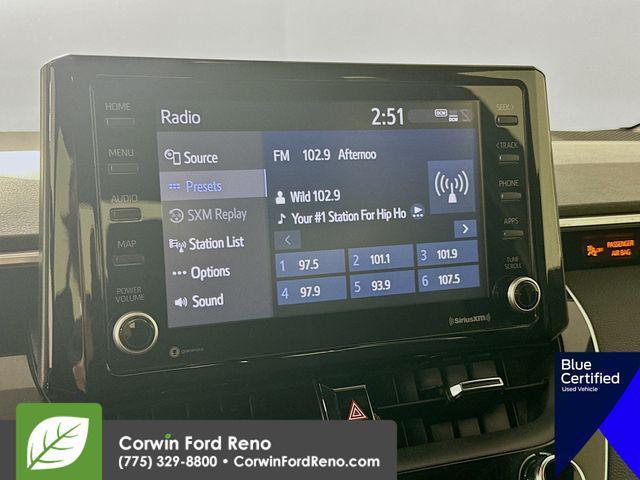 HOME
MENU
AUDIO
MAP
POWER
VOLUME
Radio
2:51
DCM
DCM
Source
Presets
SXM Replay
Station List
Options
Sound
FM 102.9 Afternoo
Wild 102.9
Your #1 Station For Hip Ho
<
>
1 97.5
2 101.1
3 101.9
4 97.9
5 93.9
6 107.5
SEEK>
<TRACK
PHONE
APPS
TUNE
SCROLL
SiriusXM
PASSENGER
AIR BAG
Blue
Certified
Used Vehicle
Corwin Ford Reno
(775) 329-8800 • CorwinFordReno.com